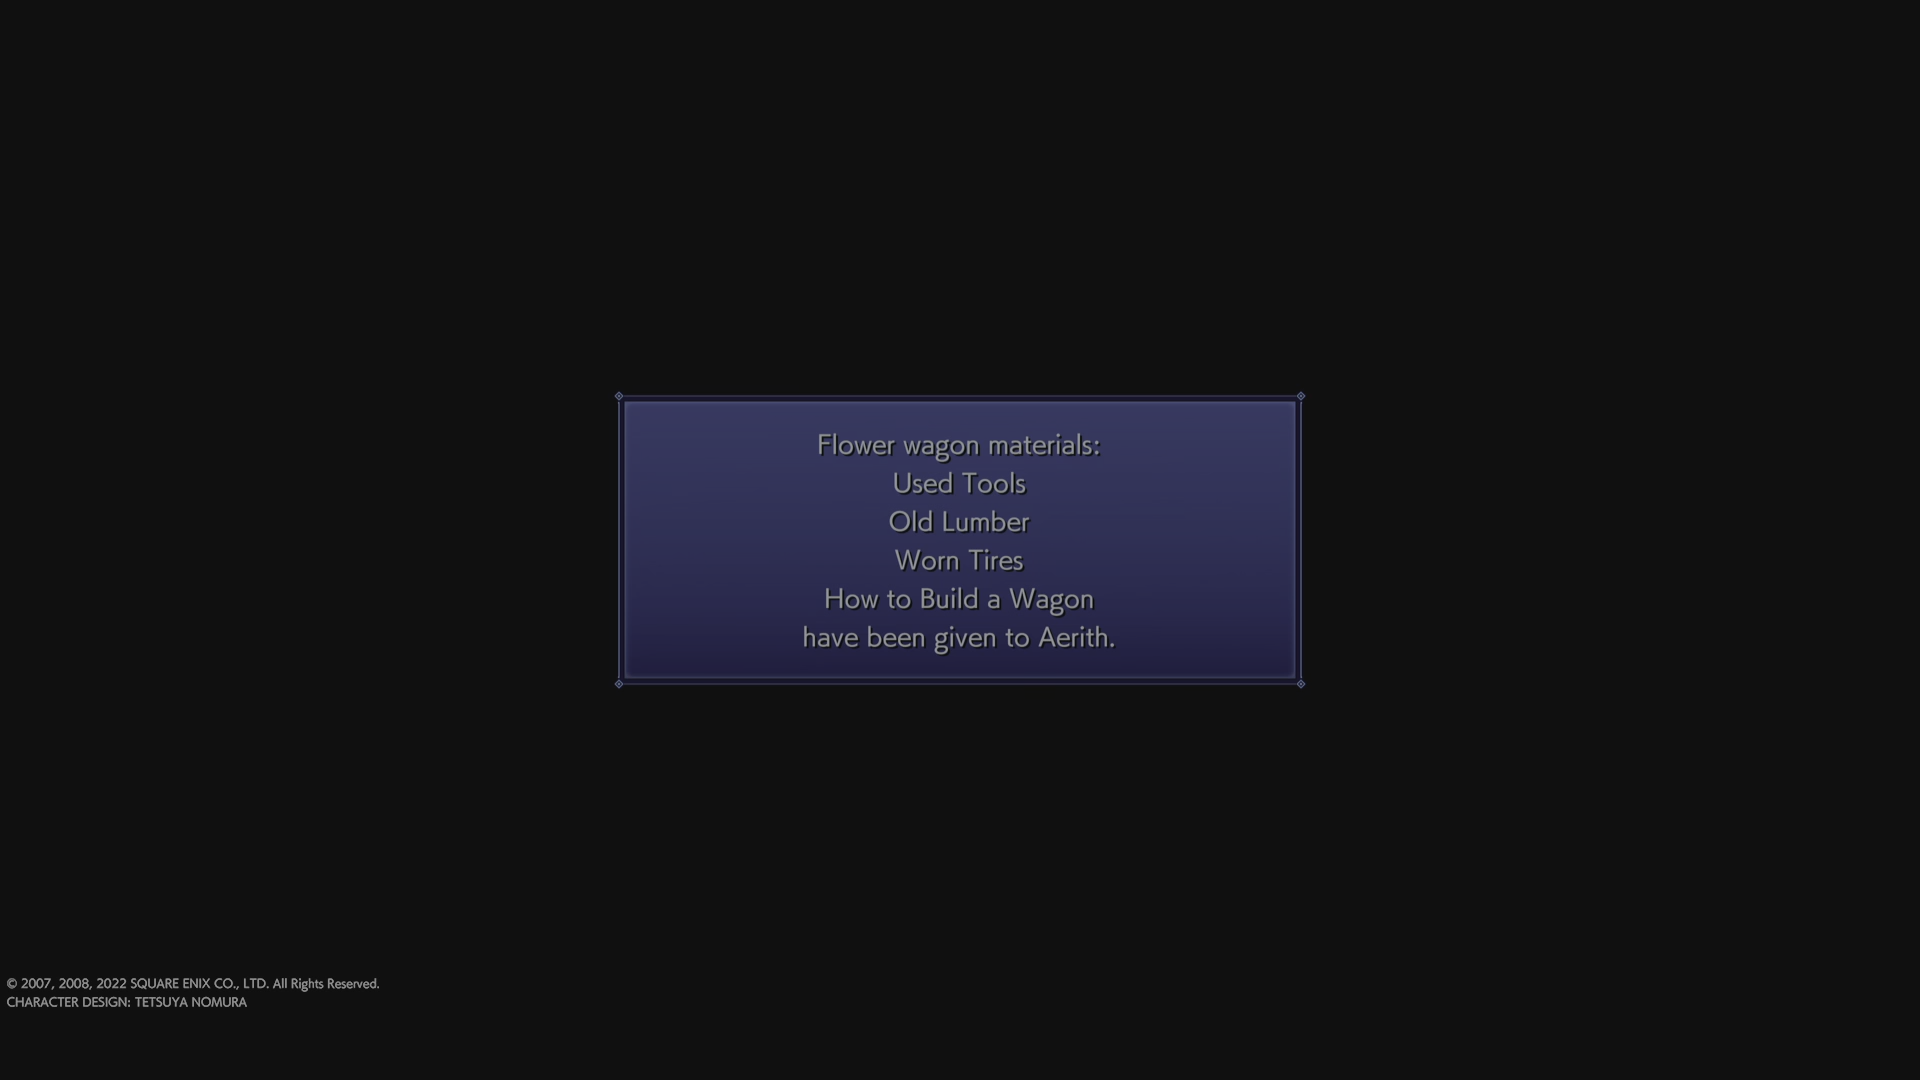 Flower wagon materials:
Used Tools
Old Lumber
Worn Tires
How to Build a Wagon
have been given to Aerith.
© 2007, 2008, 2022 SQUARE ENIX CO., LTD. All Rights Reserved.
CHARACTER DESIGN: TETSUYA NOMURA